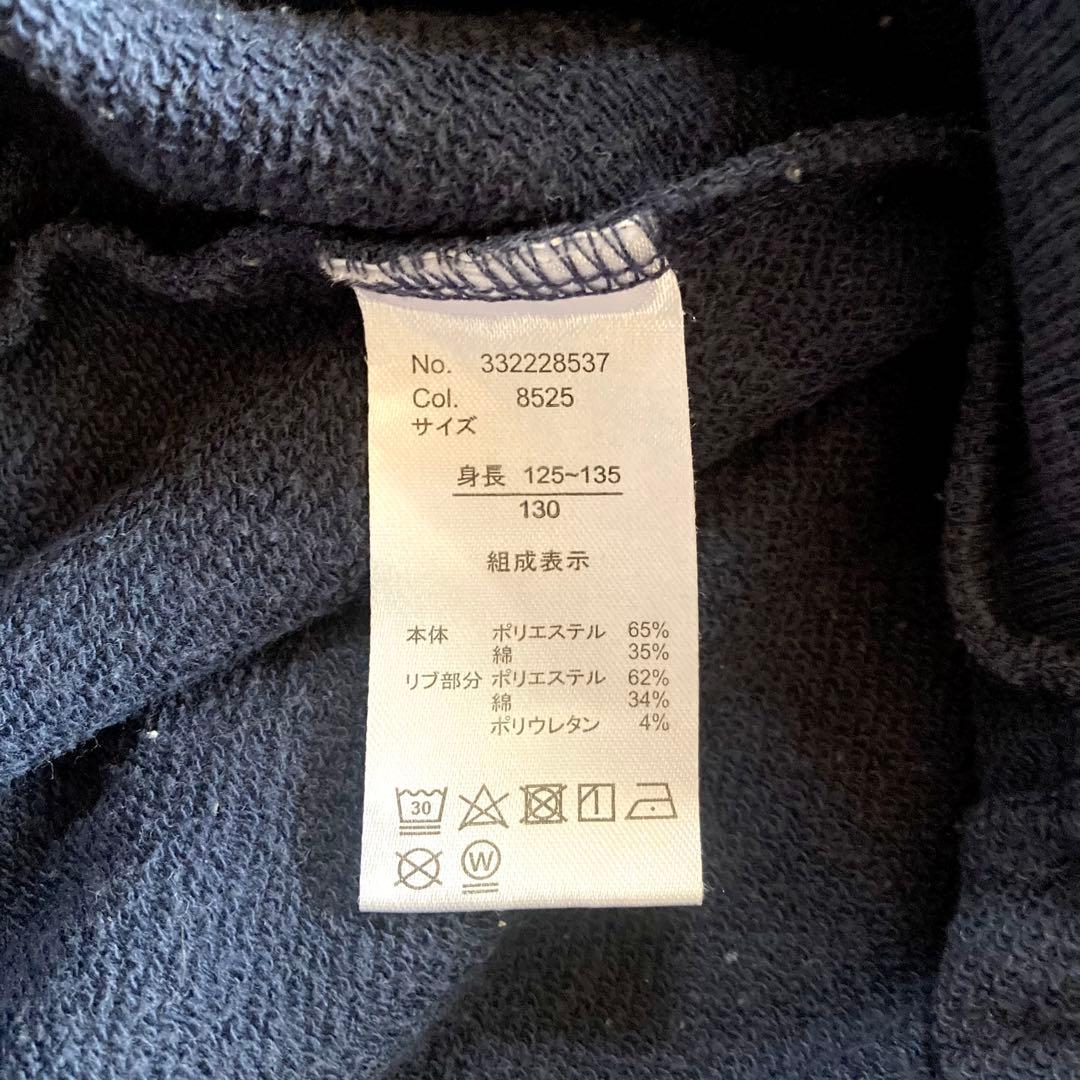 No. 332228537
Col. 8525
サイズ
身長 125~135
130
組成表示
本体 ポリエステル 65%
綿 35%
リブ部分 ポリエステル 62%
綿 34%
ポリウレタン 4%
30
W